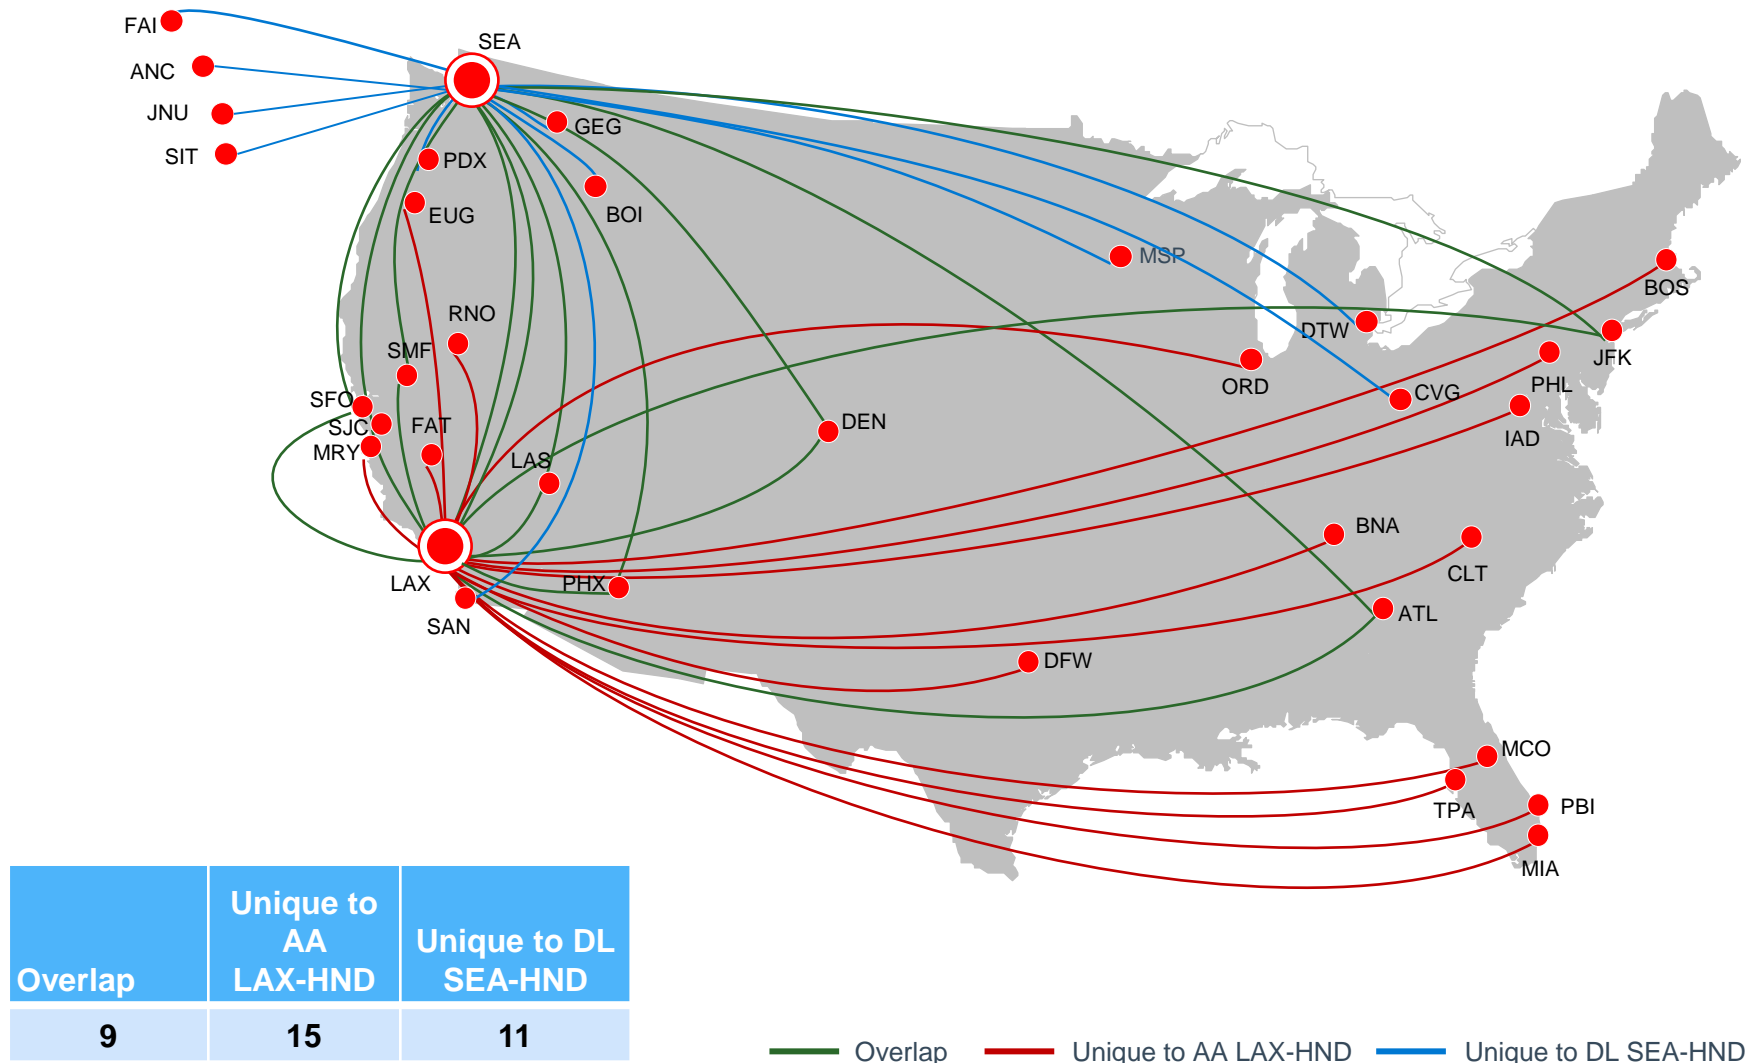 FAI
SEA
ANC
JNU
GEG
SIT
PDX
BOI
EUG
MSP
BOS
RNO
DTW
SMF
JFK
ORD
PHL
SFO
CVG
SJC
FAT
DEN
IAD
MRY
LAS
BNA
CLT
LAX
PHX
ATL
SAN
DFW
MCO
TPA
PBI
MIA
Unique to
AA
Unique to DL
Overlap
LAX-HND
SEA-HND
9
15
11
Overlap
Unique to AA LAX-HND
Unique to DL SEA-HND